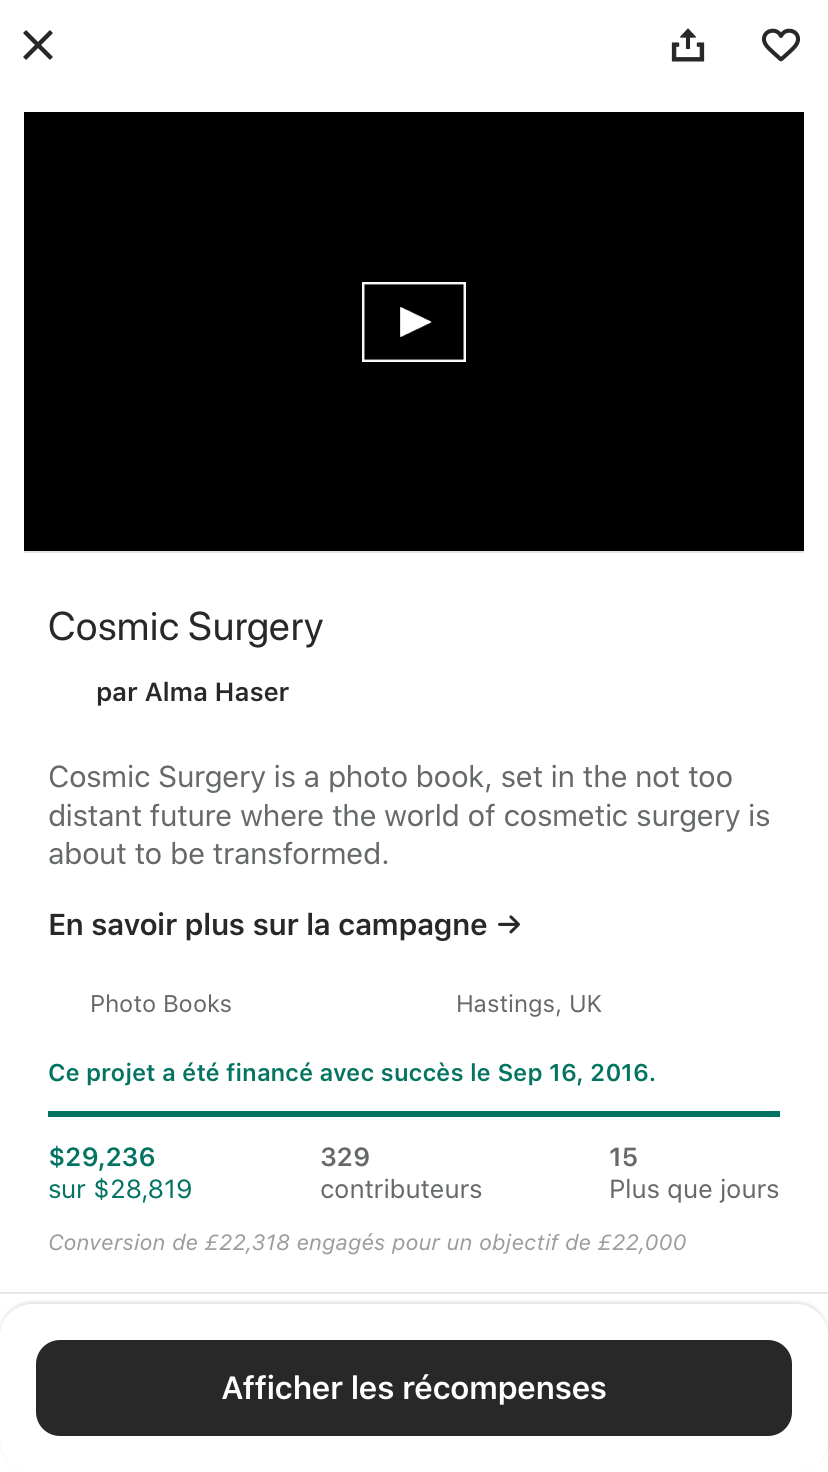 Cosmic Surgery
par Alma Haser
Cosmic Surgery is a photo book, set in the not too
distant future where the world of cosmetic surgery is
about to be transformed.
En savoir plus sur la campagne →
Photo Books
Hastings, UK
Ce projet a été financé avec succès le Sep 16, 2016.
$29,236
sur $28,819
329
contributeurs
15
Plus que jours
Conversion de £22,318 engagés pour un objectif de £22,000
Afficher les récompenses